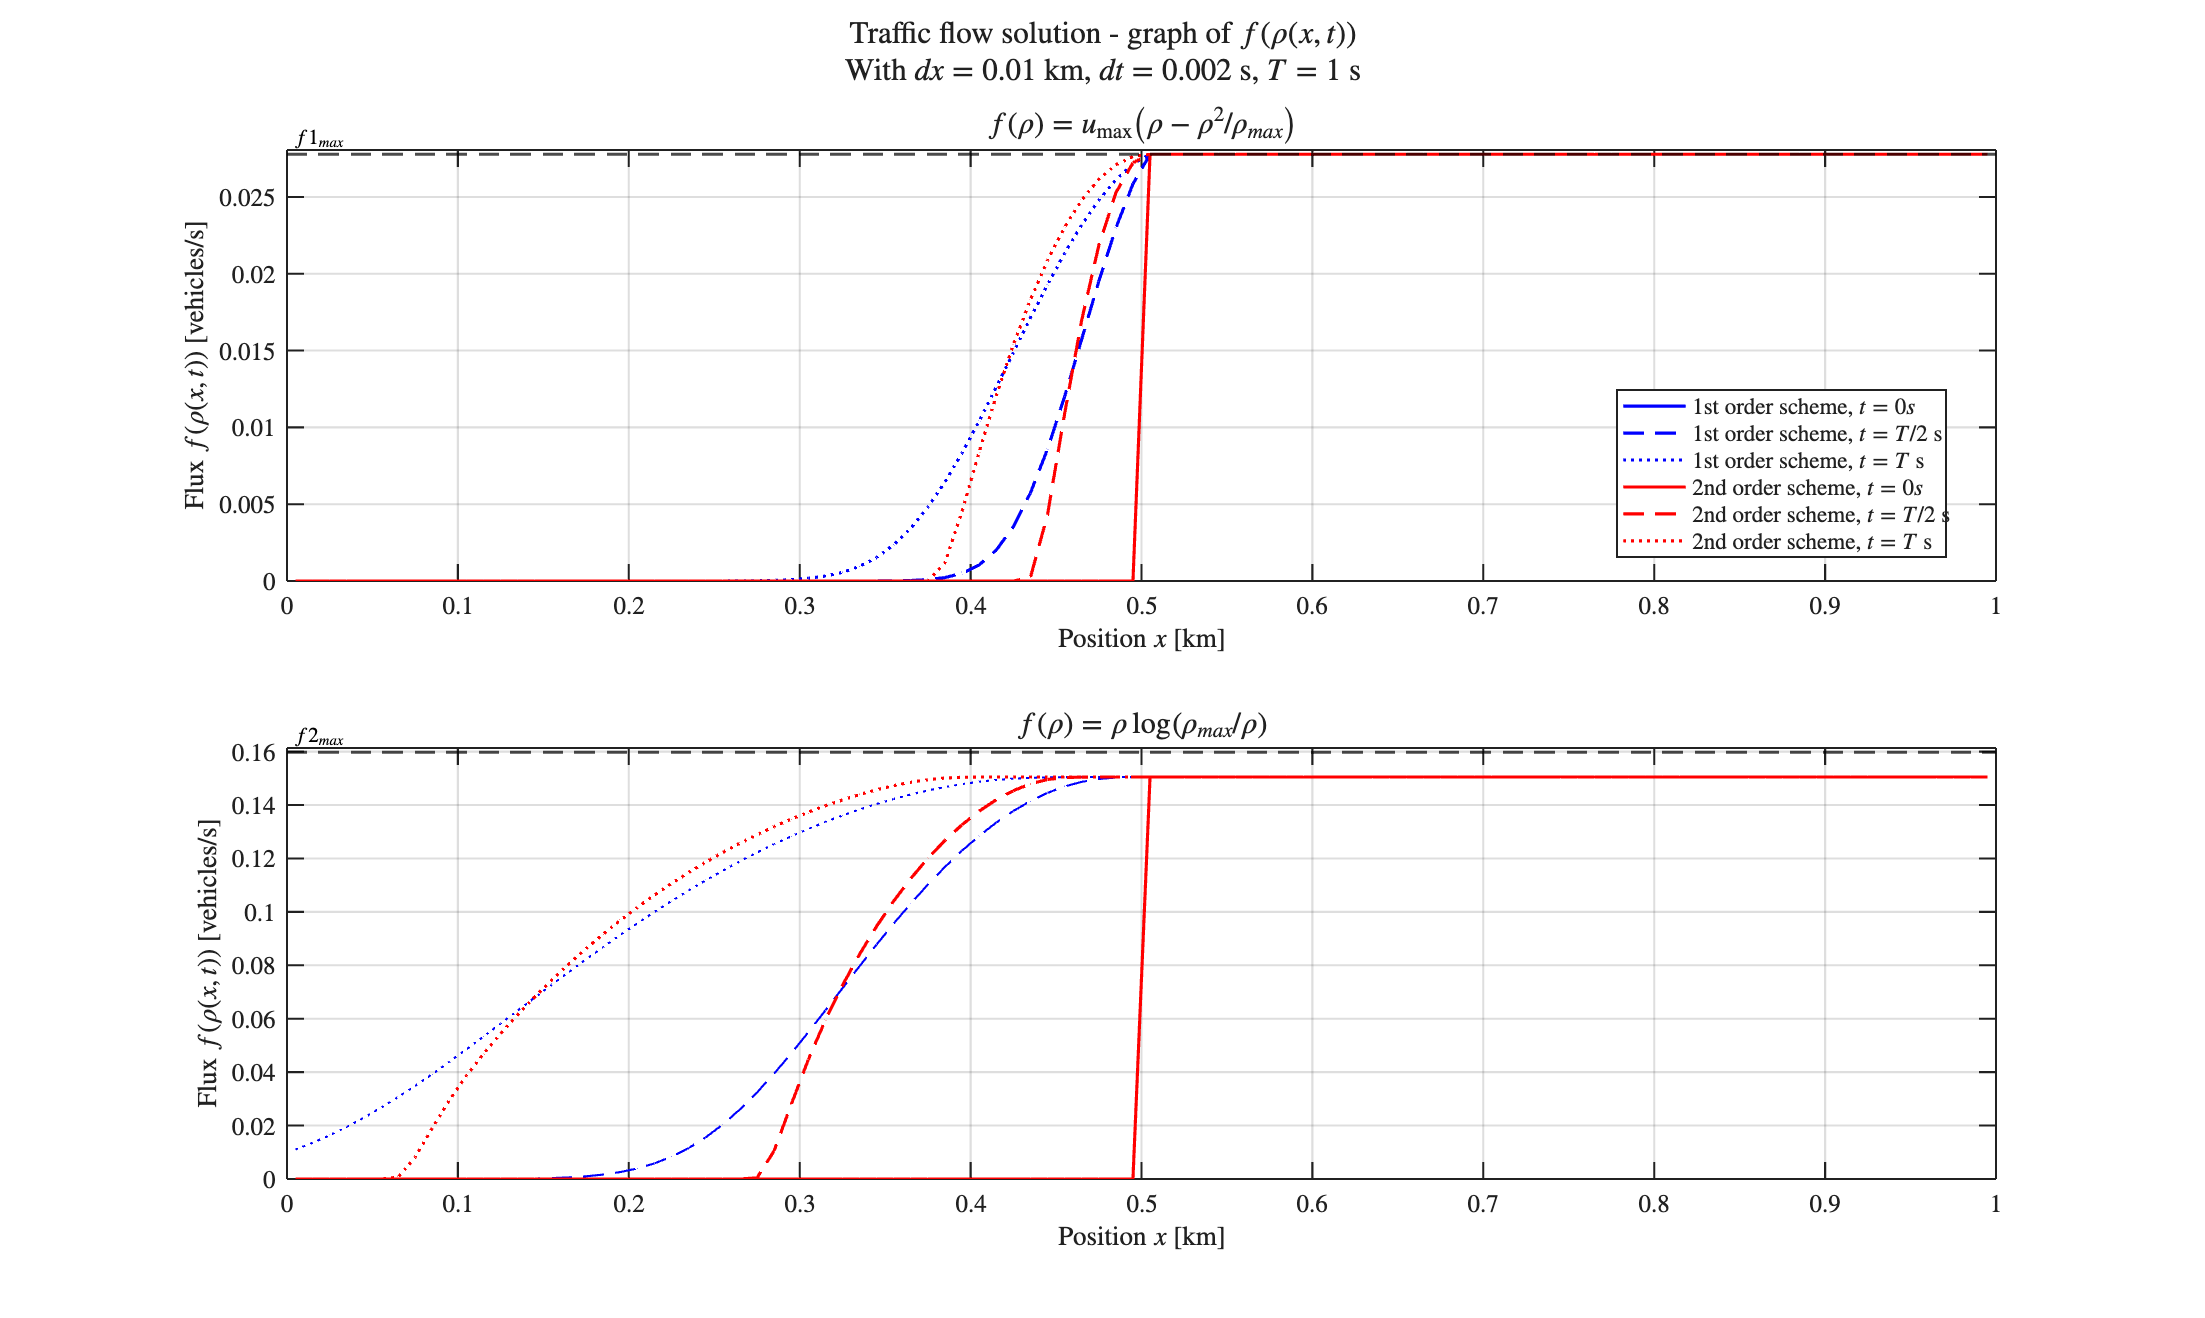 Traffic flow solution - graph of f(ρ(x, t))
With dx = 0.01 km, dt = 0.002 s, T = 1 s
f(ρ) = u_max(ρ − ρ²/ρ_max)
f1_max
0.025
0.02
0.015
0.01
0.005
0
Flux f(ρ(x, t)) [vehicles/s]
1st order scheme, t = 0s
1st order scheme, t = T/2 s
1st order scheme, t = T s
2nd order scheme, t = 0s
2nd order scheme, t = T/2 s
2nd order scheme, t = T s
0 0.1 0.2 0.3 0.4 0.5 0.6 0.7 0.8 0.9 1
Position x [km]
f(ρ) = ρ log(ρ_max/ρ)
f2_max
0.16
0.14
0.12
0.1
0.08
0.06
0.04
0.02
0
Flux f(ρ(x, t)) [vehicles/s]
0 0.1 0.2 0.3 0.4 0.5 0.6 0.7 0.8 0.9 1
Position x [km]